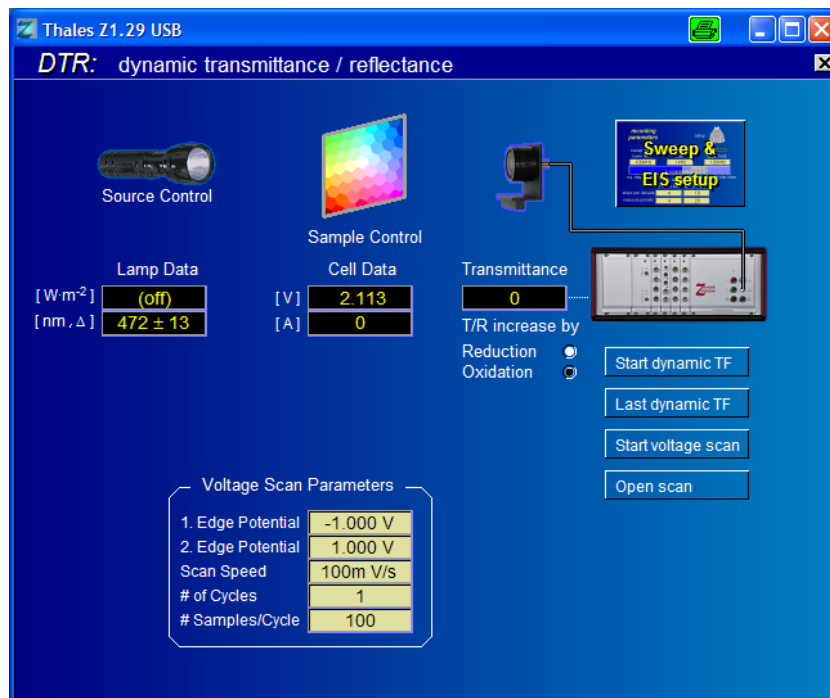 Thales Z1.29 USB
DTR: dynamic transmittance / reflectance
Sweep &
EIS setup
Source Control
Sample Control
Lamp Data
[W·m-2] (off)
[nm, Δ] 472 ± 13
Cell Data
[V] 2.113
[A] 0
Transmittance
0
T/R increase by
Reduction
Oxidation
Start dynamic TF
Last dynamic TF
Start voltage scan
Open scan
Voltage Scan Parameters
1. Edge Potential -1.000 V
2. Edge Potential 1.000 V
Scan Speed 100m V/s
# of Cycles 1
# Samples/Cycle 100